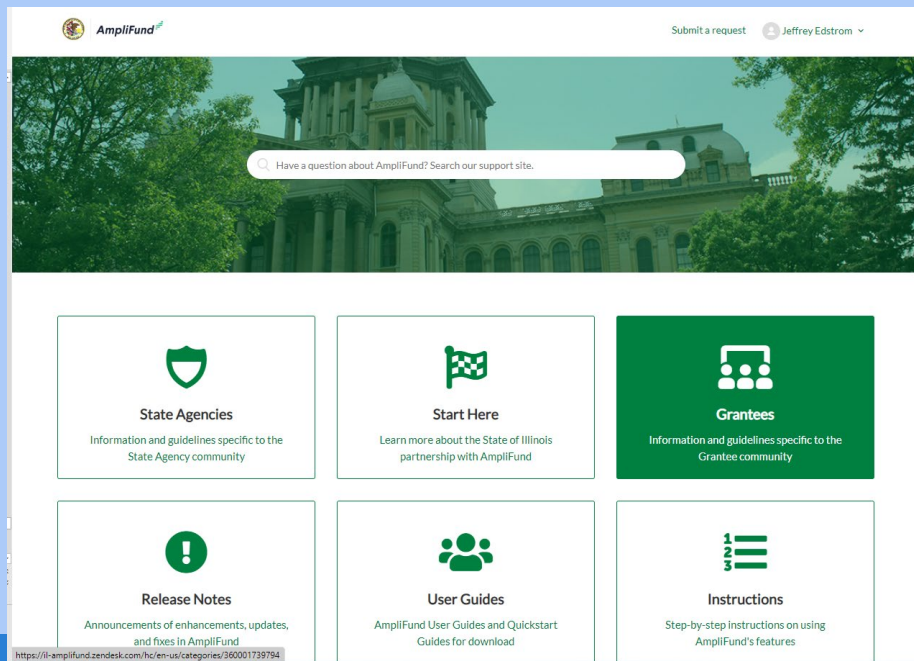 AmpliFund
Submit a request
Jeffrey Edstrom
Have a question about AmpliFund? Search our support site.
State Agencies
Information and guidelines specific to the
State Agency community
Start Here
Learn more about the State of Illinois
partnership with AmpliFund
Grantees
Information and guidelines specific to the
Grantee community
Release Notes
Announcements of enhancements, updates,
and fixes in AmpliFund
User Guides
AmpliFund User Guides and Quickstart
Guides for download
1
2
3
Instructions
Step-by-step instructions on using
AmpliFund's features
https://il-amplifund.zendesk.com/hc/en-us/categories/360001739794